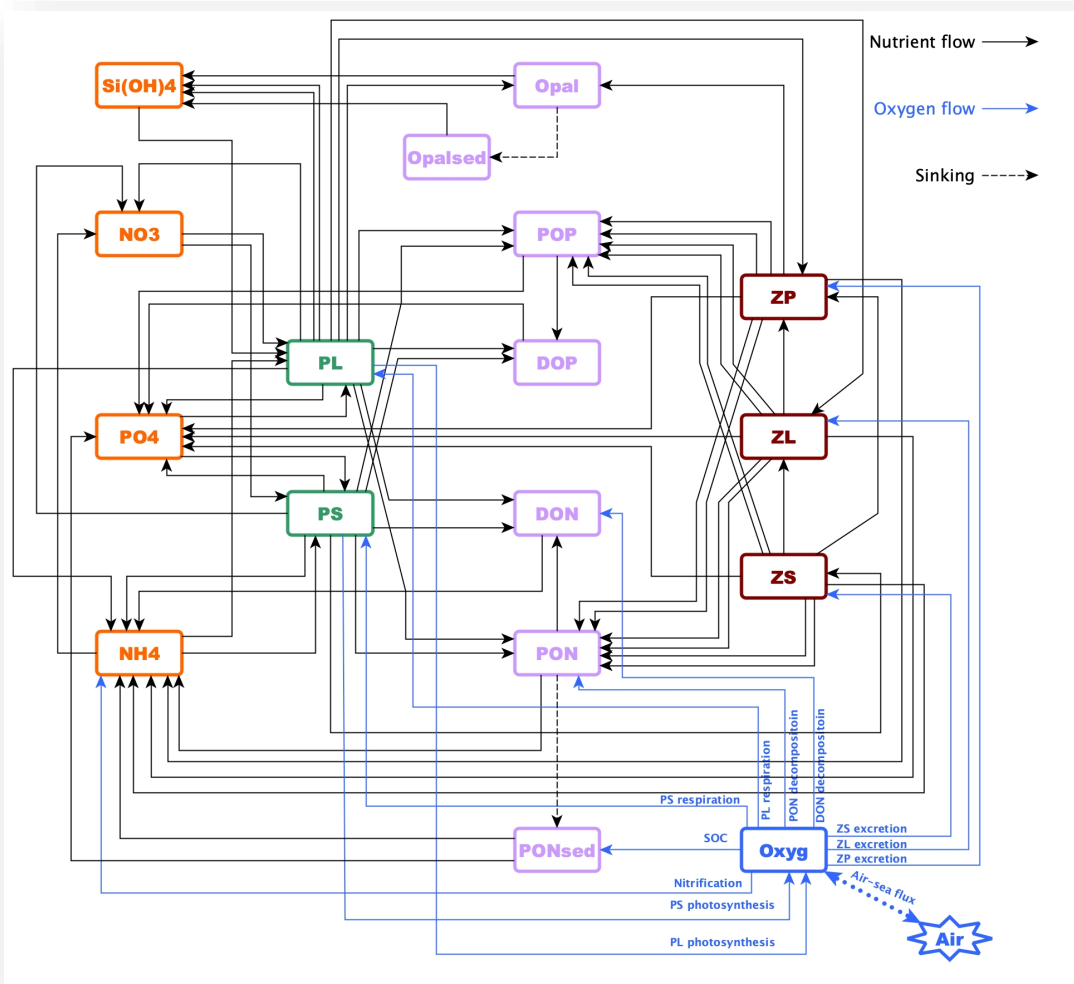 Nutrient flow
Si(OH)4
Opal
Oxygen flow
Opalsed
Sinking
NO3
POP
ZP
PL
DOP
PO4
ZL
PS
DON
ZS
NH4
PON
PL respiration
PON decompositoin
DON decompositoin
PS respiration
SOC
ZS excretion
PONsed
Oxyg
ZL excretion
ZP excretion
Nitrification
Air-sea flux
PS photosynthesis
PL photosynthesis
Air